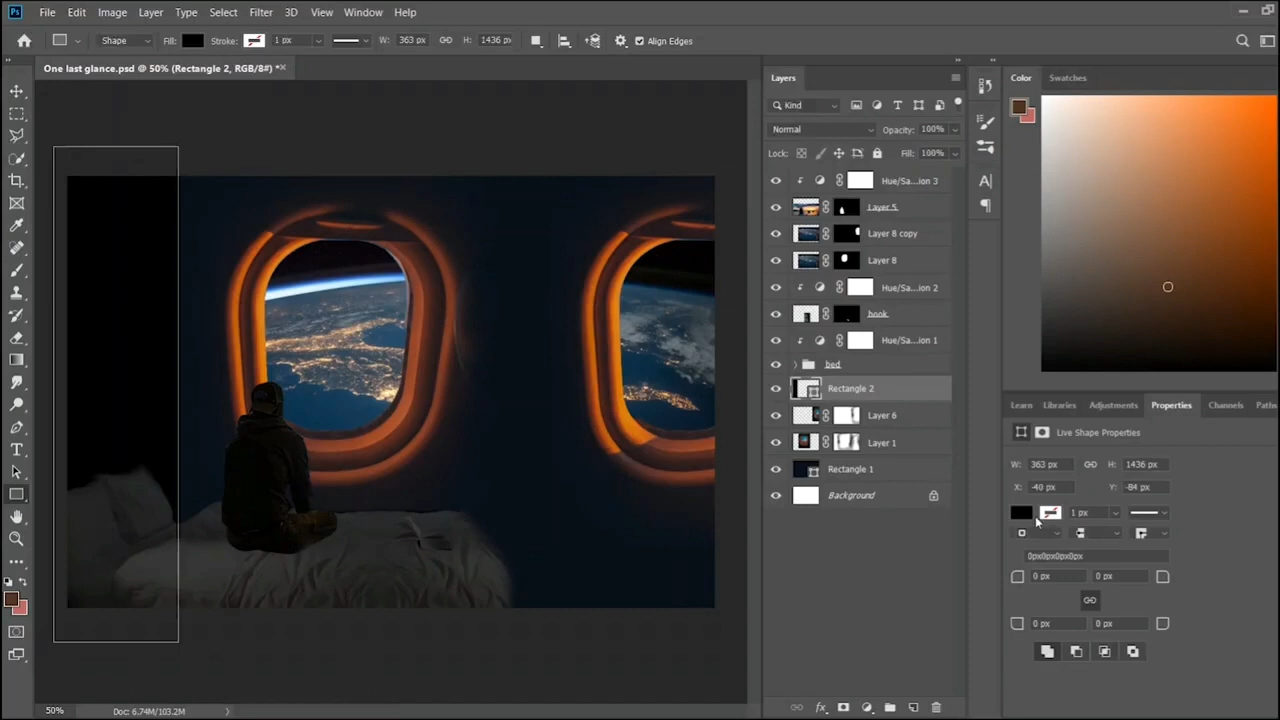 Ps File Edit Image Layer Type Select Filter 3D View Window Help
Shape Fill: Stroke: 1 px W: 363 px H: 1436 px Align Edges
One last glance.psd @ 50% (Rectangle 2, RGB/8#) *
Layers
Kind
Normal Opacity: 100%
Lock: Fill: 100%
Hue/Sa...ion 3
Layer 5
Layer 8 copy
Layer 8
Hue/Sa...ion 2
book
Hue/Sa...ion 1
bed
Rectangle 2
Layer 6
Layer 1
Rectangle 1
Background
Color Swatches
Learn Libraries Adjustments Properties Channels Paths
Live Shape Properties
W: 363 px H: 1436 px
X: -40 px Y: -84 px
1 px
0px0px0px0px
0 px 0 px
0 px 0 px
50% Doc: 6.74M/103.2M